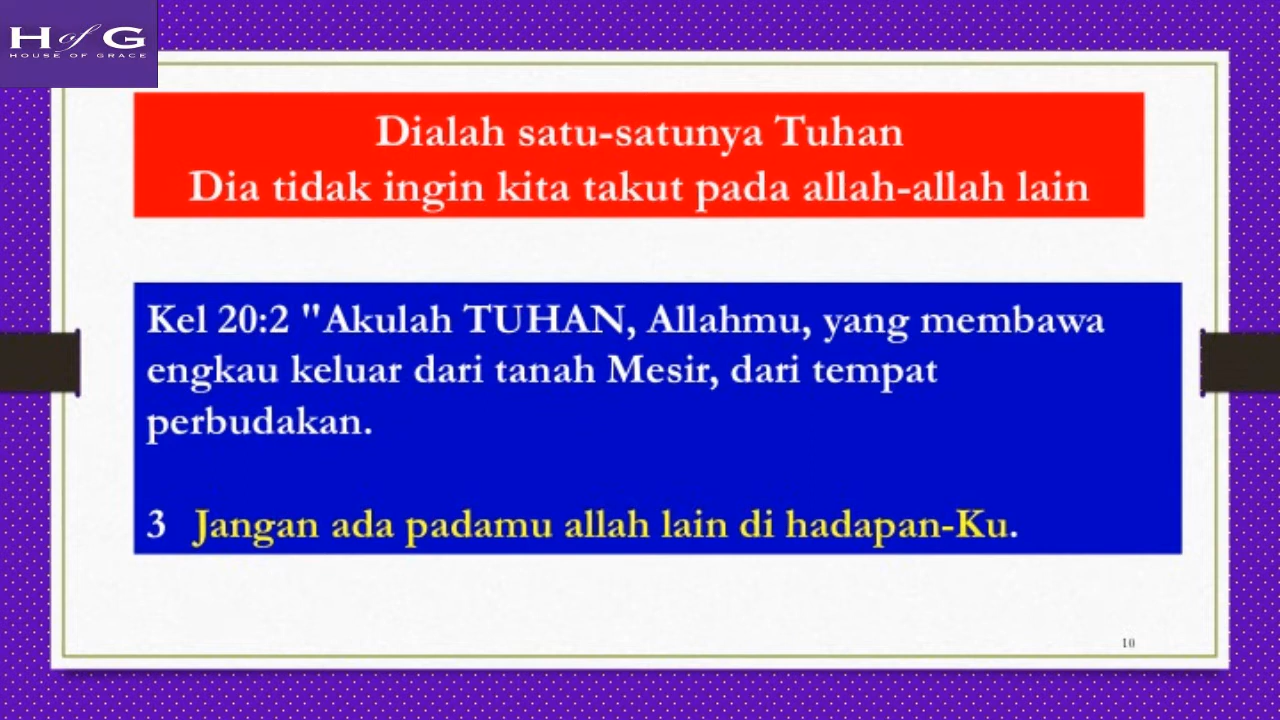 H of G
HOUSE OF GRACE
Dialah satu-satunya Tuhan
Dia tidak ingin kita takut pada allah-allah lain
Kel 20:2 "Akulah TUHAN, Allahmu, yang membawa
engkau keluar dari tanah Mesir, dari tempat
perbudakan.
3 Jangan ada padamu allah lain di hadapan-Ku.
10